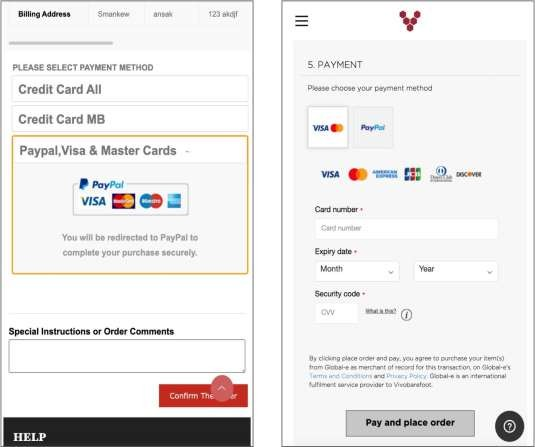 Billing Address Smankew ansak 123 akdjf
PLEASE SELECT PAYMENT METHOD
Credit Card All
Credit Card MB
Paypal,Visa & Master Cards
PayPal
VISA MasterCard Maestro
You will be redirected to PayPal to
complete your purchase securely.
Special Instructions or Order Comments
Confirm The
HELP
5. PAYMENT
Please choose your payment method
VISA PayPal
VISA AMERICAN EXPRESS JCB Diners Club DISCOVER
Card number *
Card number
Expiry date *
Month Year
Security code *
CVV What is this? i
By clicking place order and pay, you agree to purchase your item(s)
from Global-e as merchant of record for this transaction, on Global-e's
Terms and Conditions and Privacy Policy. Global-e is an international
fulfilment service provider to Vivobarefoot.
Pay and place order
?